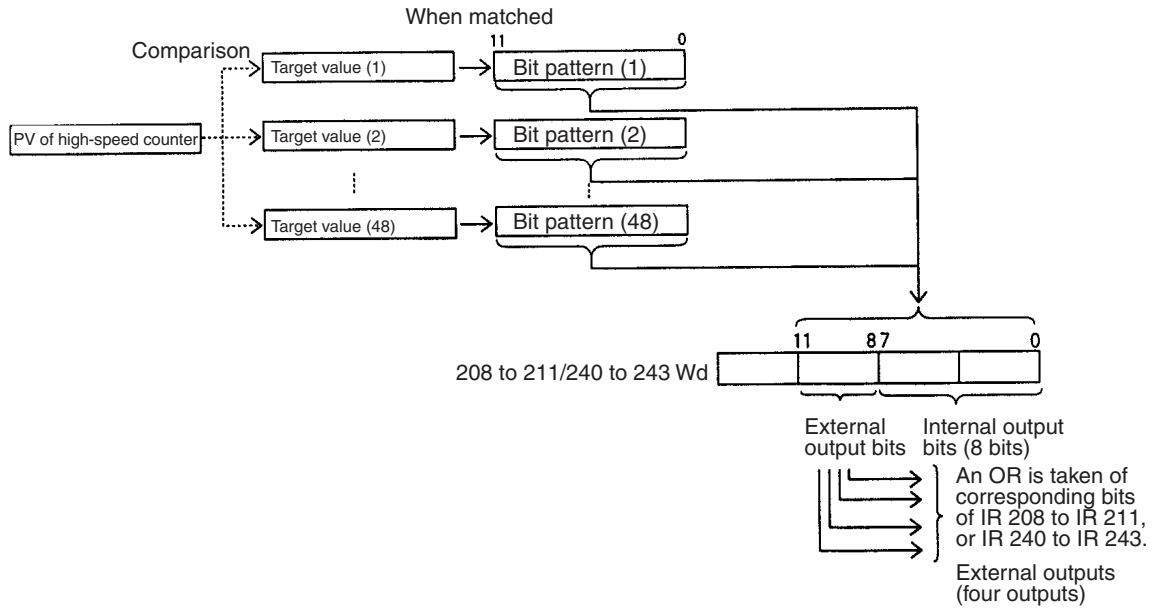 When matched
Comparison
11 0
Target value (1)
Bit pattern (1)
PV of high-speed counter
Target value (2)
Bit pattern (2)
Target value (48)
Bit pattern (48)
11 8 7 0
208 to 211/240 to 243 Wd
External
output bits
Internal output
bits (8 bits)
An OR is taken of
corresponding bits
of IR 208 to IR 211,
or IR 240 to IR 243.
External outputs
(four outputs)